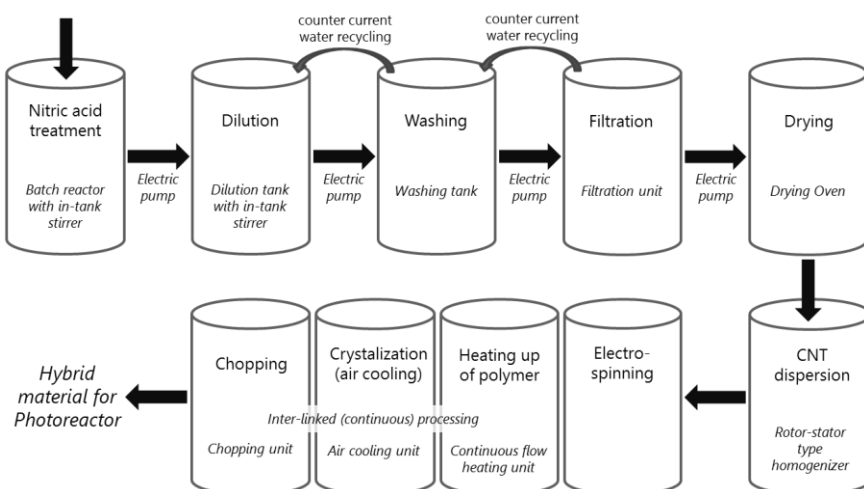 counter current
water recycling
counter current
water recycling
Nitric acid
treatment
Dilution
Washing
Filtration
Drying
Electric
pump
Electric
pump
Electric
pump
Electric
pump
Batch reactor
with in-tank
stirrer
Dilution tank
with in-tank
stirrer
Washing tank
Filtration unit
Drying Oven
Hybrid
material for
Photoreactor
Chopping
Crystalization
(air cooling)
Heating up
of polymer
Electro-
spinning
CNT
dispersion
Inter-linked (continuous) processing
Chopping unit
Air cooling unit
Continuous flow
heating unit
Rotor-stator
type
homogenizer